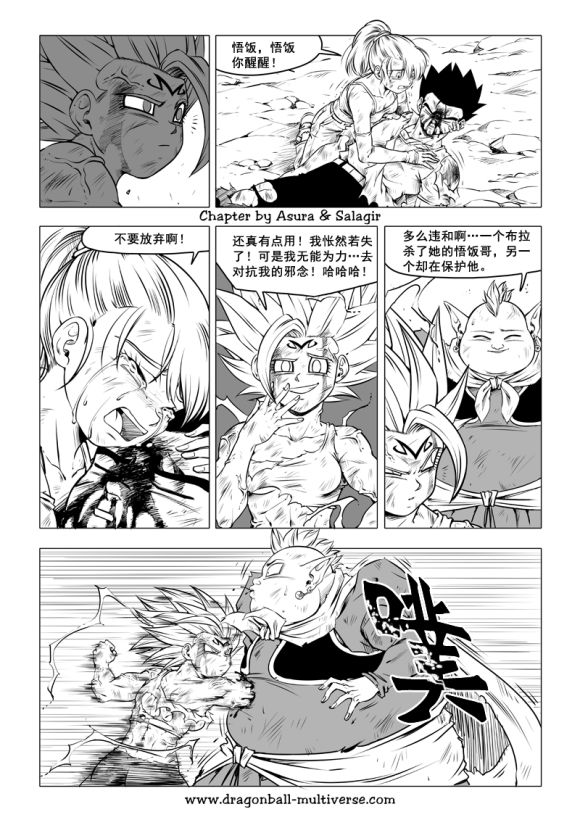 悟饭，悟饭
你醒醒！
Chapter by Asura & Salagir
不要放弃啊！
还真有点用！我怅然若失
了！可是我无能为力…去
对抗我的邪念！哈哈哈！
多么违和啊…一个布拉
杀了她的悟饭哥，另一
个却在保护他。
www.dragonball-multiverse.com